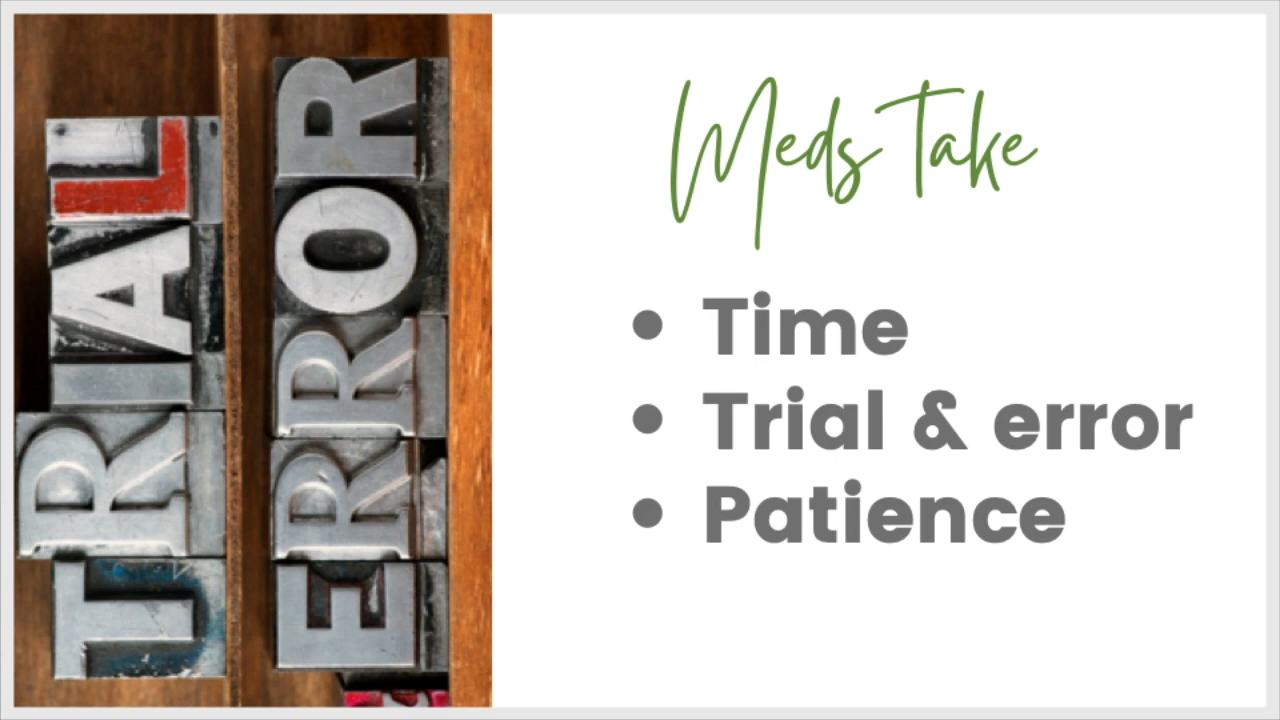 TRIAL
ERROR
Meds Take
• Time
• Trial & error
• Patience